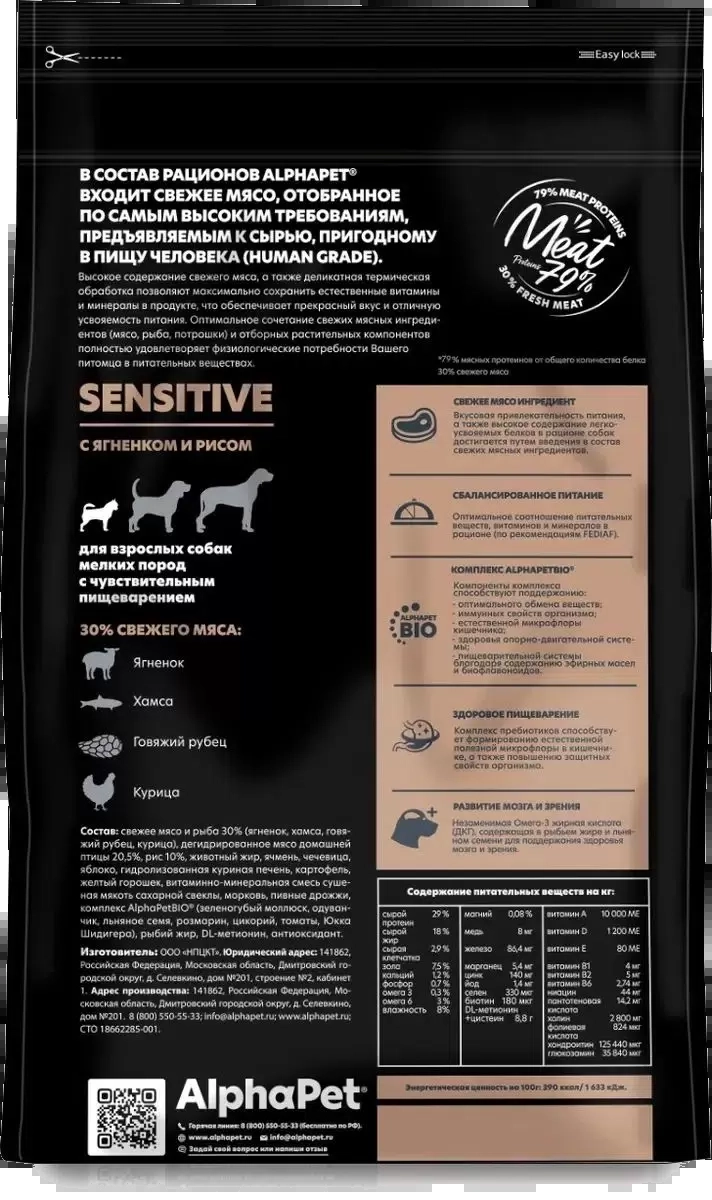 Easy lock
В СОСТАВ РАЦИОНОВ ALPHAPET®
ВХОДИТ СВЕЖЕЕ МЯСО, ОТОБРАННОЕ
ПО САМЫМ ВЫСОКИМ ТРЕБОВАНИЯМ,
ПРЕДЪЯВЛЯЕМЫМ К СЫРЬЮ, ПРИГОДНОМУ
В ПИЩУ ЧЕЛОВЕКА (HUMAN GRADE).
Высокое содержание свежего мяса, а также деликатная термическая
обработка позволяют максимально сохранить естественные витамины
и минералы в продукте, что обеспечивает прекрасный вкус и отличную
усвояемость питания. Оптимальное сочетание свежих мясных ингреди-
ентов (мясо, рыба, потрошки) и отборных растительных компонентов
полностью удовлетворяет физиологические потребности Вашего
питомца в питательных веществах.
79% MEAT PROTEINS
Meat
Proteins 79%
30% FRESH MEAT
*79% мясных протеинов от общего количества белка
30% свежего мяса
SENSITIVE
С ЯГНЕНКОМ И РИСОМ
для взрослых собак
мелких пород
с чувствительным
пищеварением
30% СВЕЖЕГО МЯСА:
Ягненок
Хамса
Говяжий рубец
Курица
СВЕЖЕЕ МЯСО ИНГРЕДИЕНТ
Вкусовая привлекательность питания,
а также высокое содержание легко-
усвояемых белков в рационе собак
достигается путем введения в состав
свежих мясных ингредиентов.
СБАЛАНСИРОВАННОЕ ПИТАНИЕ
Оптимальное соотношение питательных
веществ, витаминов и минералов в
рационе (по рекомендациям FEDIAF).
КОМПЛЕКС ALPHAPETBIO®
ALPHAPET
BIO
Компоненты комплекса
способствуют поддержанию:
- оптимального обмена веществ;
- иммунных свойств организма;
- естественной микрофлоры
кишечника;
- здоровья опорно-двигательной систе-
мы;
- пищеварительной системы
благодаря содержанию эфирных масел
и биофлавоноидов.
ЗДОРОВОЕ ПИЩЕВАРЕНИЕ
Комплекс пребиотиков способству-
ет формированию естественной
полезной микрофлоры в кишечни-
ке, а также повышению защитных
свойств организма.
РАЗВИТИЕ МОЗГА И ЗРЕНИЯ
Незаменимая Омега-3 жирная кислота
(ДКГ), содержащая в рыбьем жире и льня-
ном семени для поддержания здоровья
мозга и зрения.
Состав: свежее мясо и рыба 30% (ягненок, хамса, говя-
жий рубец, курица), дегидрированное мясо домашней
птицы 20,5%, рис 10%, животный жир, ячмень, чечевица,
яблоко, гидролизованная куриная печень, картофель,
желтый горошек, витаминно-минеральная смесь суше-
ная мякоть сахарной свеклы, морковь, пивные дрожжи,
комплекс AlphaPetBIO® (зеленогубый моллюск, одуван-
чик, льняное семя, розмарин, цикорий, томаты, Юкка
Шидигера), рыбий жир, DL-метионин, антиоксидант.
Изготовитель: ООО «НПЦКТ». Юридический адрес: 141862,
Российская Федерация, Московская область, Дмитровский го-
родской округ, д. Селевкино, дом №201, строение №2, кабинет
1. Адрес производства: 141862, Российская Федерация, Мо-
сковская область, Дмитровский городской округ, д. Селевкино,
дом №201. 8 (800) 550-55-33; info@alphapet.ru; www.alphapet.ru;
СТО 18662285-001.
Содержание питательных веществ на кг:
сырой протеин 29 %
сырой жир 18 %
сырая клетчатка 2,9 %
зола 7,5 %
кальций 1,2 %
фосфор 0,7 %
омега 3 0,3 %
омега 6 3 %
влажность 8%
магний 0,08 %
медь 8 мг
железо 86,4 мг
марганец 5,4 мг
цинк 140 мг
йод 1,4 мг
селен 330 мкг
биотин 180 мкг
DL-метионин
+цистеин 8,8 г
витамин A 10 000 МЕ
витамин D 1 200 МЕ
витамин E 80 МЕ
витамин B1 4 мг
витамин B2 5 мг
витамин B6 2,74 мг
ниацин 44 мг
пантотеновая кислота 14,2 мг
холин 2 800 мг
фолиевая кислота 824 мкг
хондроитин 125 440 мкг
глюкозамин 35 840 мкг
Энергетическая ценность на 100г: 390 ккал/ 1 633 кДж.
AlphaPet®
Горячая линия: 8 (800) 550-55-33 (бесплатно по РФ).
www.alphapet.ru info@alphapet.ru
Задай свой вопрос или напиши отзыв